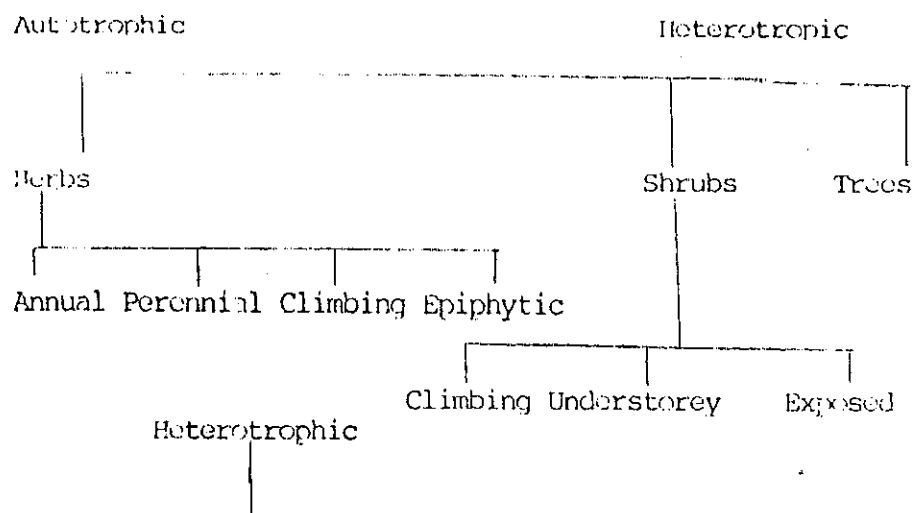 Autotrophic Heterotropic
Herbs Shrubs Trees
Annual Perennial Climbing Epiphytic
Climbing Understorey Exposed
Heterotrophic